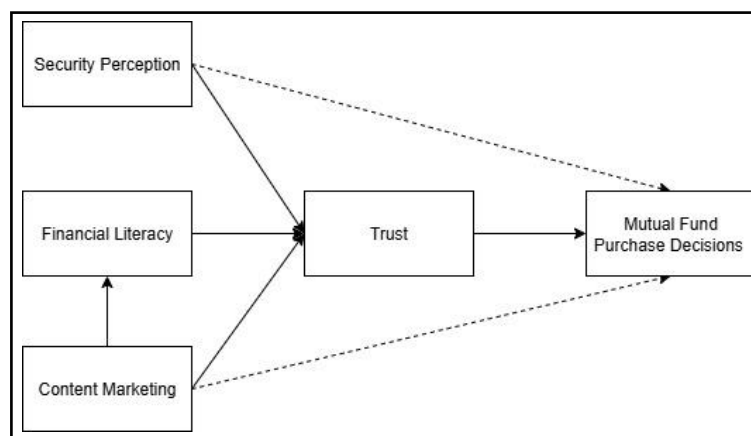 Security Perception
Financial Literacy
Trust
Mutual Fund
Purchase Decisions
Content Marketing